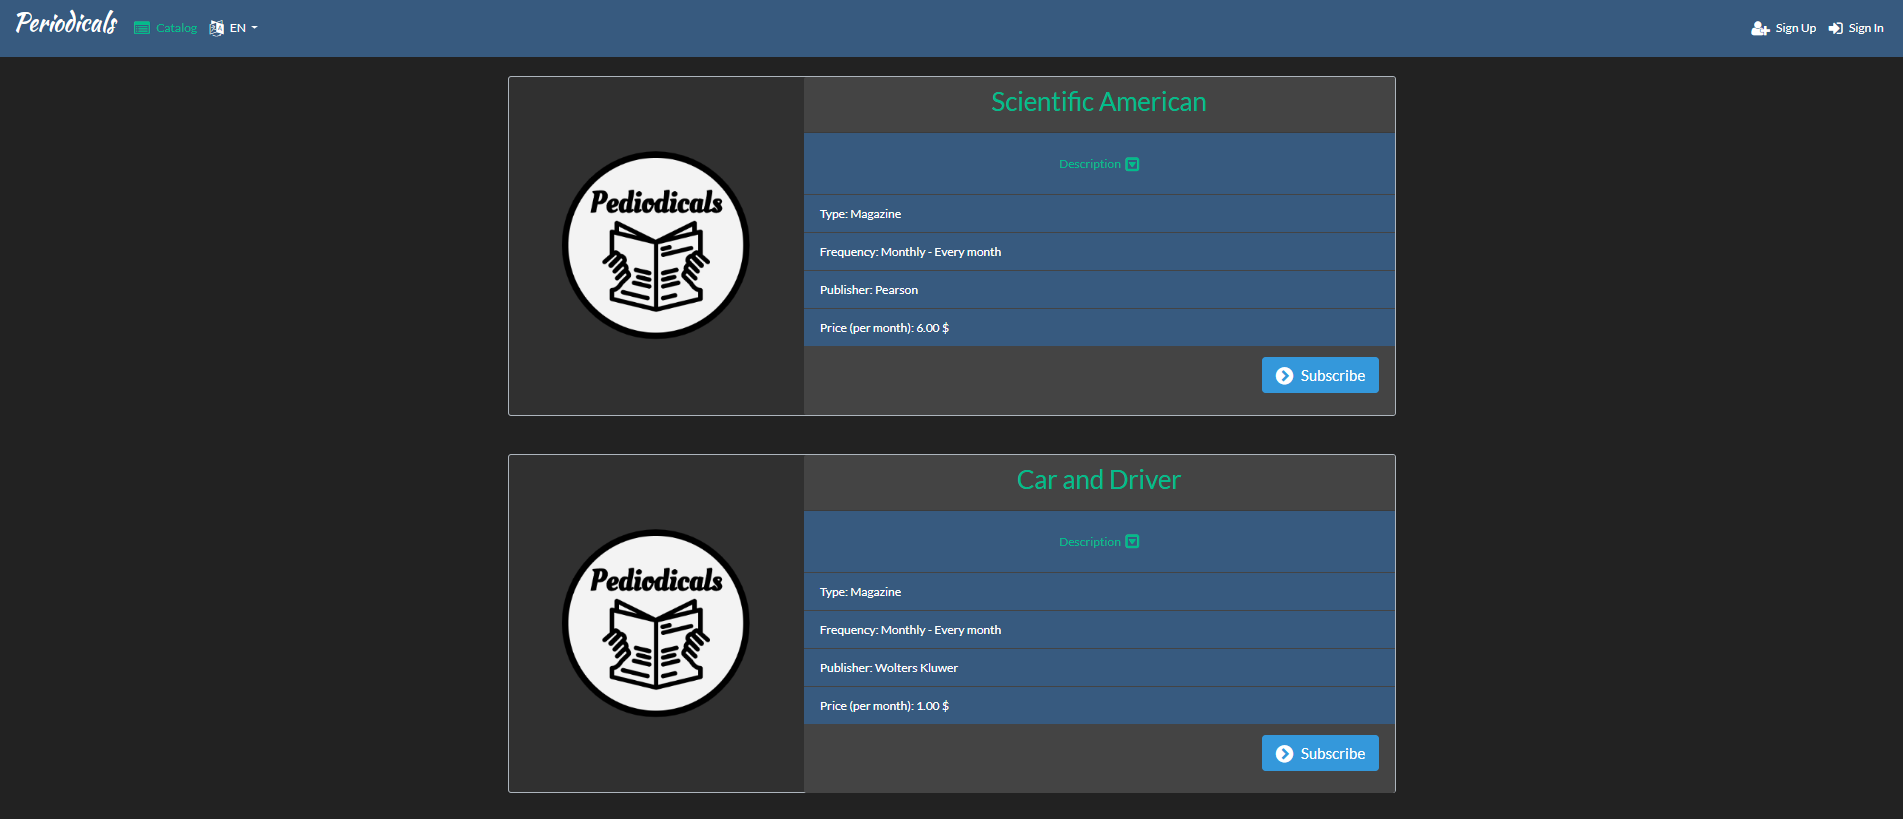 Periodicals Catalog EN Sign Up Sign In
Scientific American
Description
Pediodicals
Type: Magazine
Frequency: Monthly - Every month
Publisher: Pearson
Price (per month): 6.00 $
Subscribe
Car and Driver
Description
Pediodicals
Type: Magazine
Frequency: Monthly - Every month
Publisher: Wolters Kluwer
Price (per month): 1.00 $
Subscribe